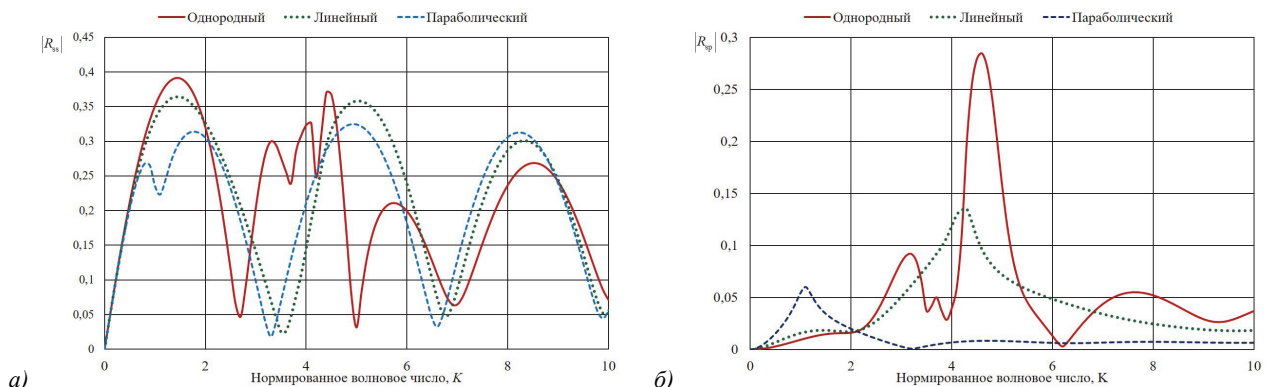 Однородный Линейный Параболический
|R_ss|
0,45
0,4
0,35
0,3
0,25
0,2
0,15
0,1
0,05
0
0 2 4 6 8 10
Нормированное волновое число, K
а)
Однородный Линейный Параболический
|R_sp|
0,3
0,25
0,2
0,15
0,1
0,05
0
0 2 4 6 8 10
Нормированное волновое число, K
б)